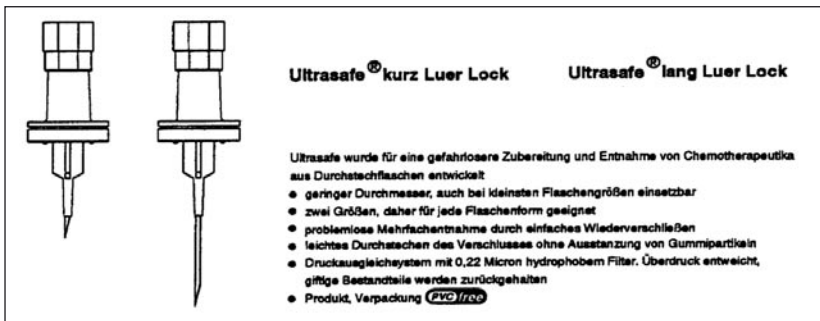 Ultrasafe® kurz Luer Lock
Ultrasafe® lang Luer Lock
Ultrasafe wurde für eine gefahrlosere Zubereitung und Entnahme von Chemotherapeutika
aus Durchstechflaschen entwickelt
● geringer Durchmesser, auch bei kleinsten Flaschengrößen einsetzbar
● zwei Größen, daher für jede Flaschenform geeignet
● problemlose Mehrfachentnahme durch einfaches Wiederverschließen
● leichtes Durchstechen des Verschlusses ohne Ausstanzung von Gummipartikeln
● Druckausgleichsystem mit 0,22 Micron hydrophobem Filter. Überdruck entweicht,
giftige Bestandteile werden zurückgehalten
● Produkt, Verpackung PVC free